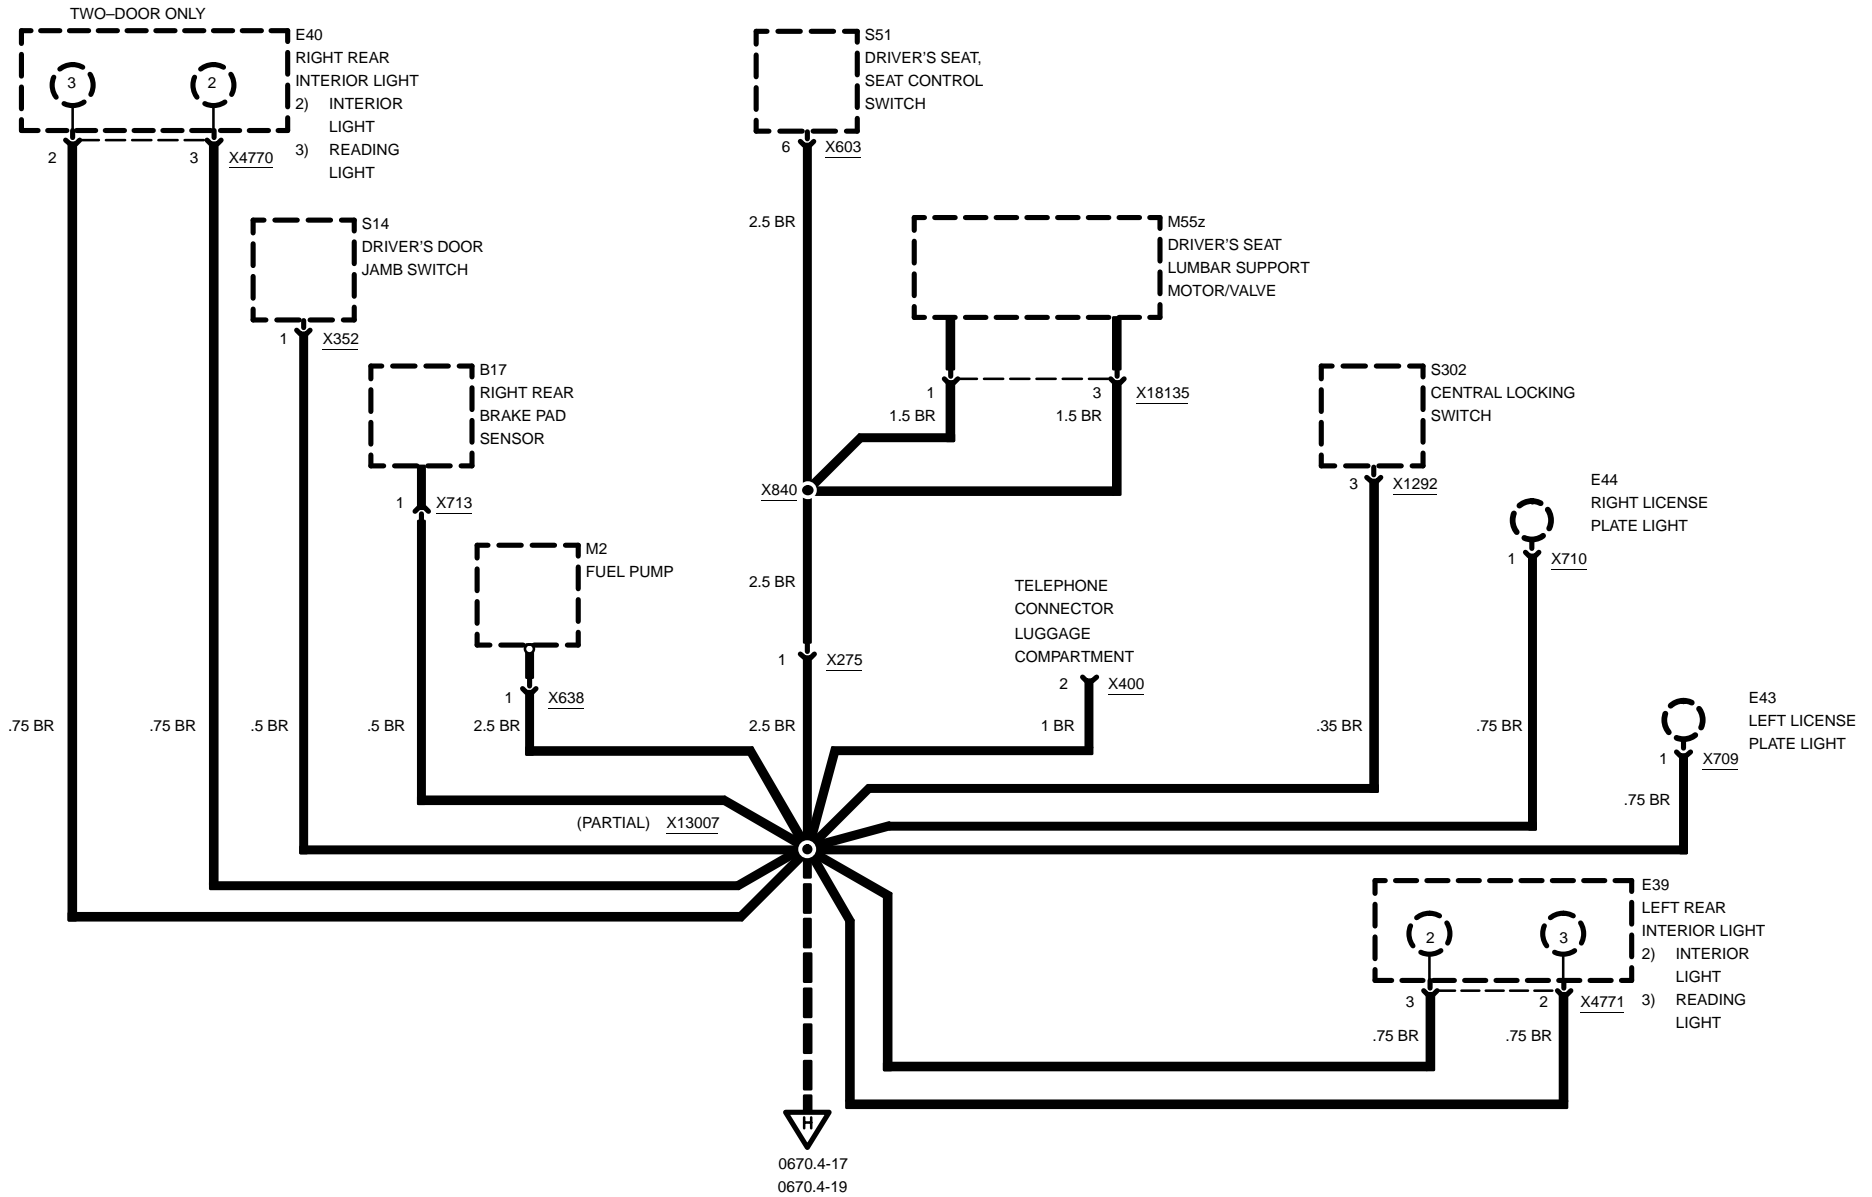 TWO–DOOR ONLY
E40
RIGHT REAR
INTERIOR LIGHT
2) INTERIOR
LIGHT
3) READING
LIGHT
3
2
2
3
X4770
S51
DRIVER'S SEAT,
SEAT CONTROL
SWITCH
6
X603
2.5 BR
S14
DRIVER'S DOOR
JAMB SWITCH
1
X352
M55z
DRIVER'S SEAT
LUMBAR SUPPORT
MOTOR/VALVE
1
3
X18135
1.5 BR
1.5 BR
B17
RIGHT REAR
BRAKE PAD
SENSOR
1
X713
S302
CENTRAL LOCKING
SWITCH
3
X1292
X840
E44
RIGHT LICENSE
PLATE LIGHT
1
X710
M2
FUEL PUMP
1
X638
2.5 BR
1
X275
TELEPHONE
CONNECTOR
LUGGAGE
COMPARTMENT
2
X400
E43
LEFT LICENSE
PLATE LIGHT
1
X709
.75 BR
.75 BR
.75 BR
.5 BR
.5 BR
2.5 BR
2.5 BR
1 BR
.35 BR
.75 BR
(PARTIAL) X13007
E39
LEFT REAR
INTERIOR LIGHT
2) INTERIOR
LIGHT
3) READING
LIGHT
2
3
3
2
X4771
.75 BR
.75 BR
H
0670.4-17
0670.4-19